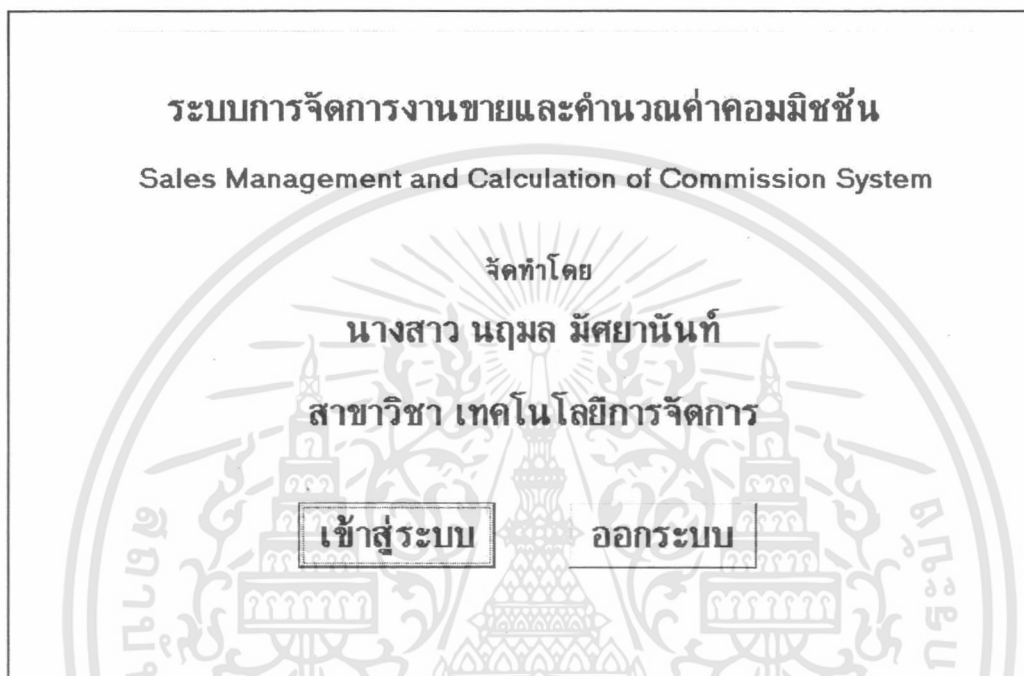 ระบบการจัดการงานขายและคำนวณค่าคอมมิชชั่น
Sales Management and Calculation of Commission System
จัดทำโดย
นางสาว นฤมล มัศยานันท์
สาขาวิชา เทคโนโลยีการจัดการ
เข้าสู่ระบบ ออกระบบ